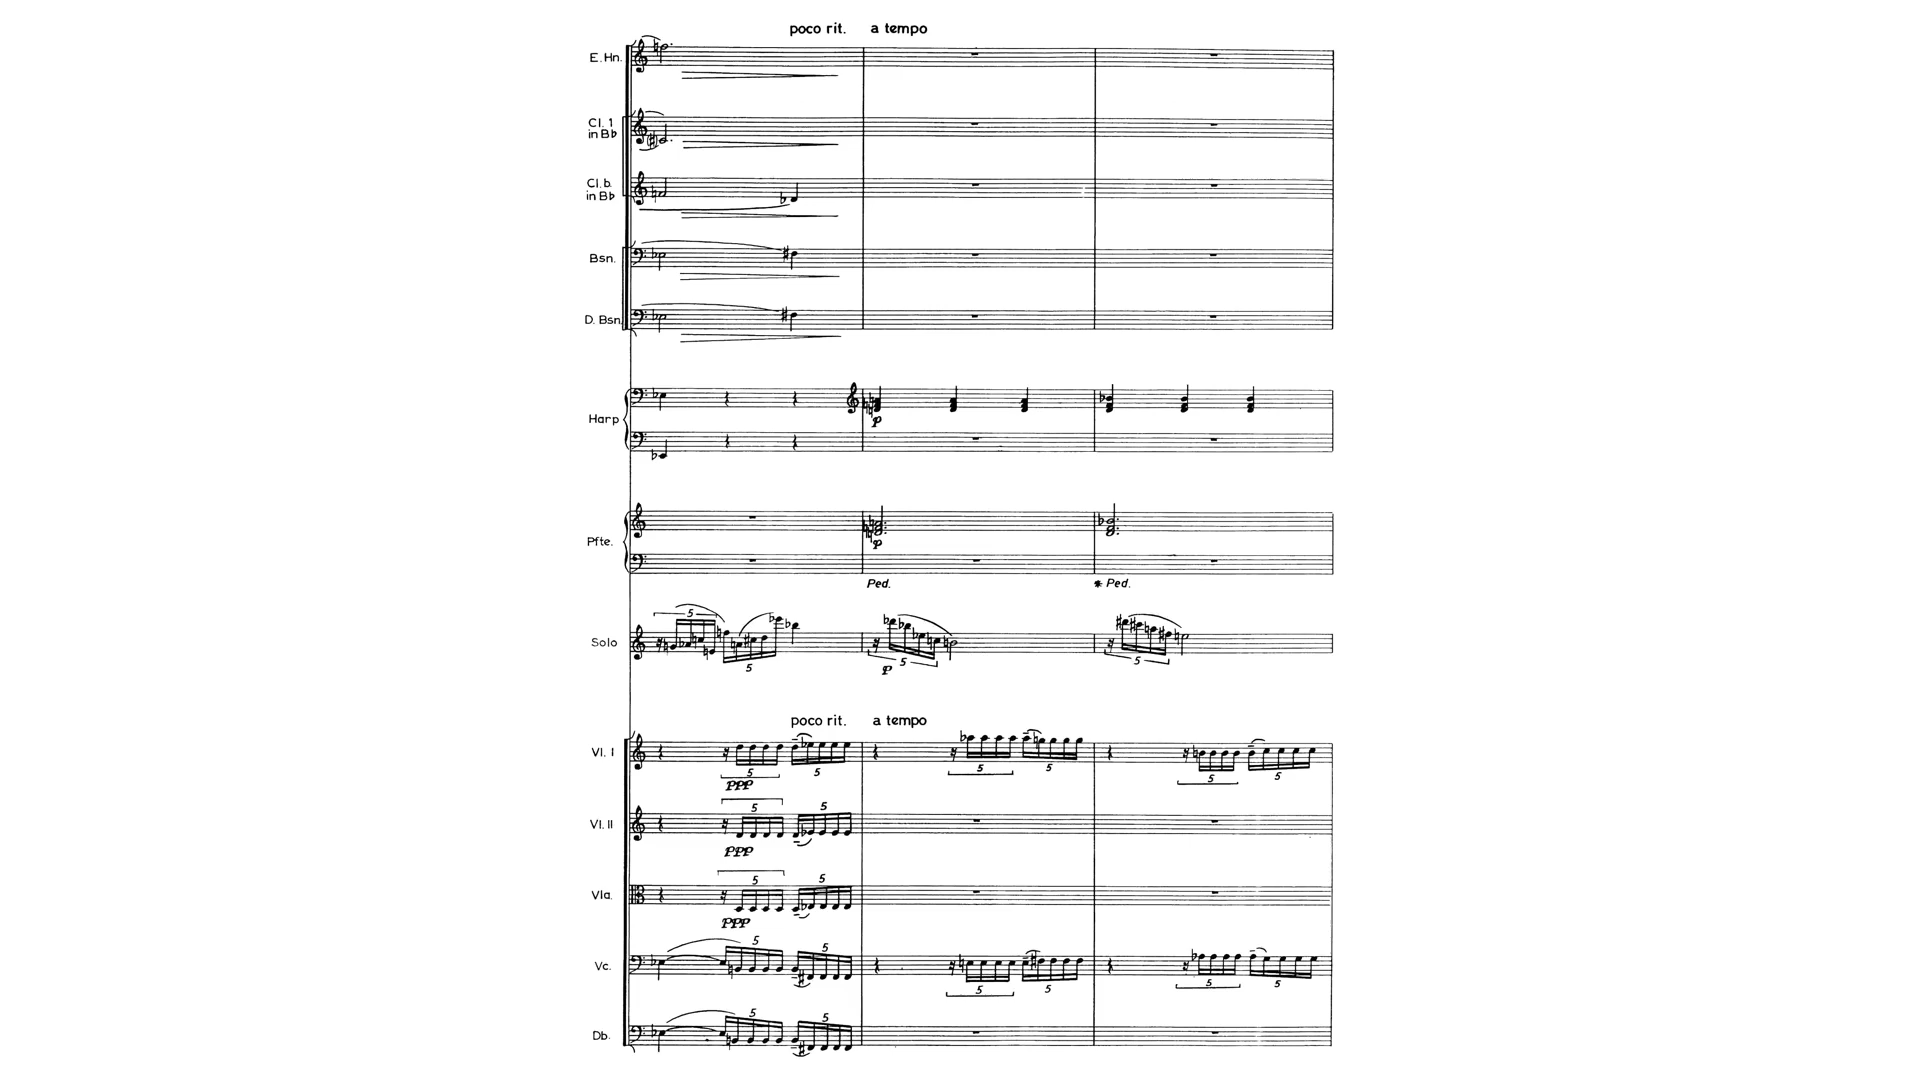 poco rit. a tempo
E. Hn.
Cl. 1
in B♭
Cl. b.
in B♭
Bsn.
D. Bsn.
Harp
p
Pfte.
p
Ped. * Ped.
5
Solo
5 5 5
p
poco rit. a tempo
Vl. I
5 5 5 5 5 5
ppp
5 5
Vl. II
ppp
5 5
Vla.
ppp
5 5
Vc.
5 5 5 5
5 5
Db.